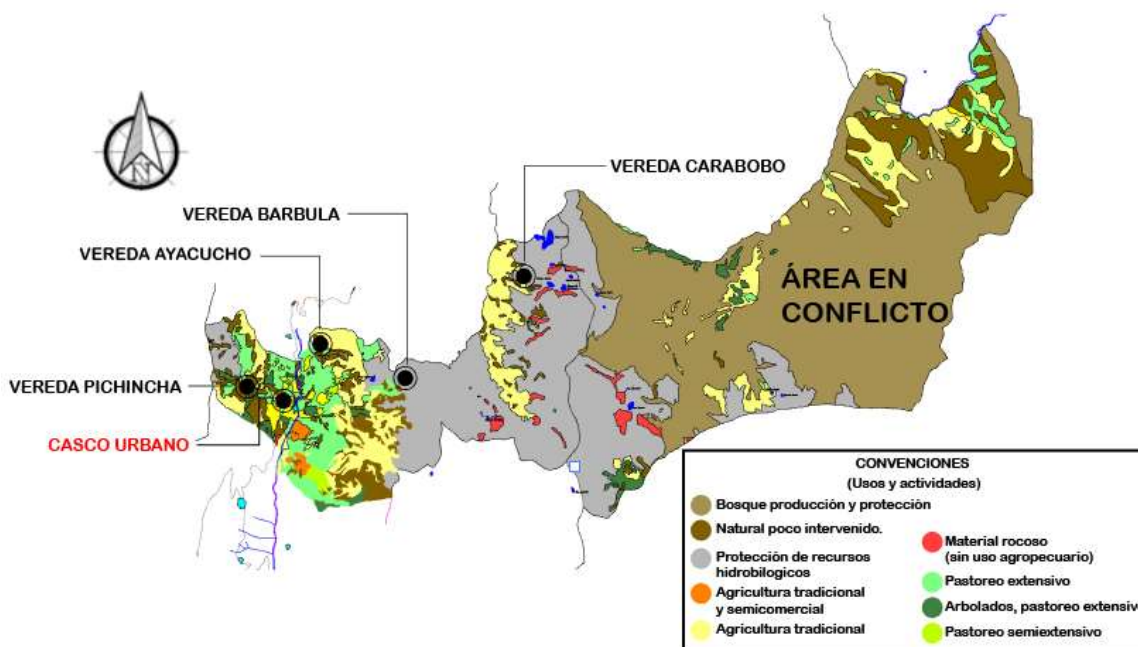 VEREDA CARABOBO
VEREDA BARBULA
VEREDA AYACUCHO
ÁREA EN
CONFLICTO
VEREDA PICHINCHA
CASCO URBANO
N
CONVENCIONES
(Usos y actividades)
Bosque producción y protección
Natural poco intervenido.
Protección de recursos
hidrobilogicos
Agricultura tradicional
y semicomercial
Agricultura tradicional
Material rocoso
(sin uso agropecuario)
Pastoreo extensivo
Arbolados, pastoreo extensivo
Pastoreo semiextensivo